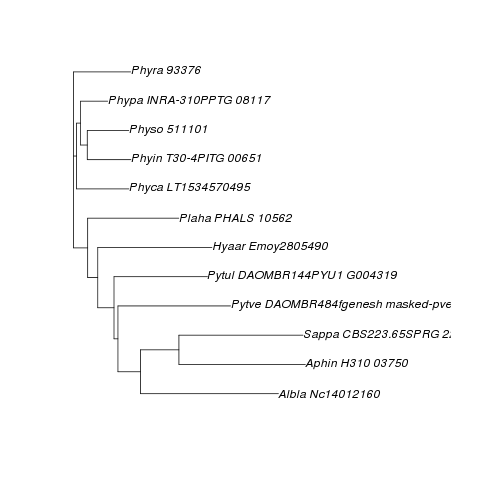 Phyra 93376
Phypa INRA-310PPTG 08117
Physo 511101
Phyin T30-4PITG 00651
Phyca LT1534570495
Plaha PHALS 10562
Hyaar Emoy2805490
Pytul DAOMBR144PYU1 G004319
Pytve DAOMBR484fgenesh masked-pve
Sappa CBS223.65SPRG
Aphin H310 03750
Albla Nc14012160